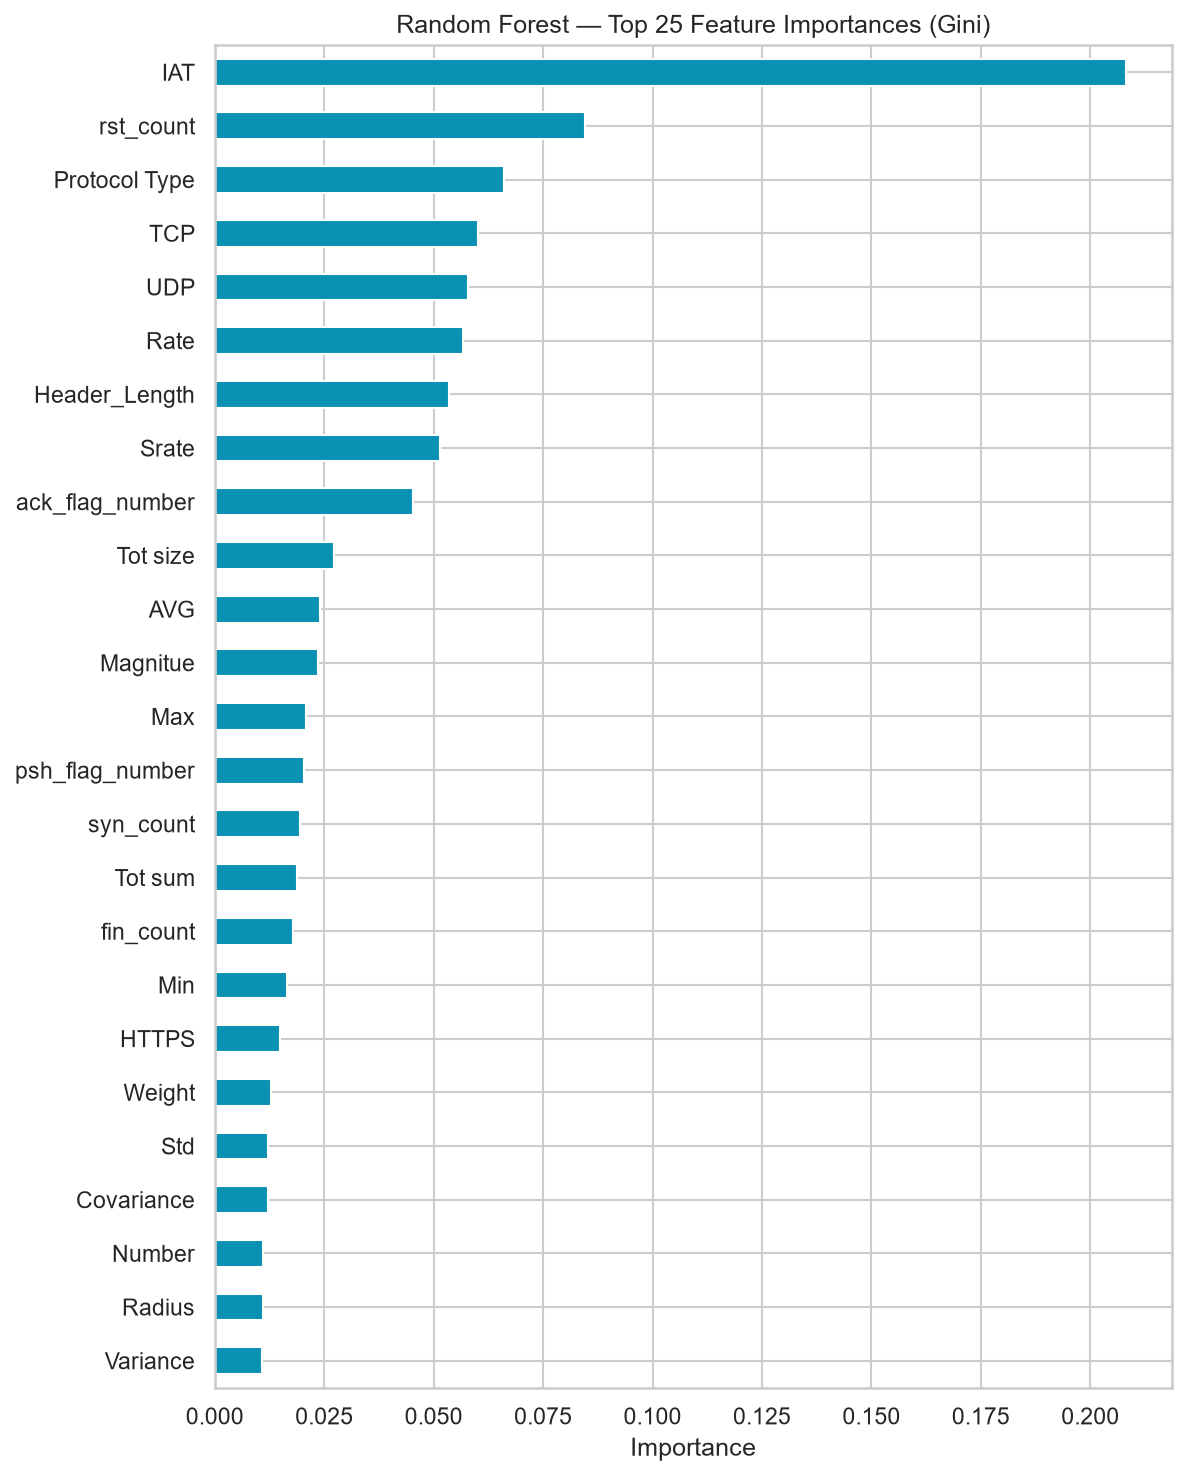 Random Forest — Top 25 Feature Importances (Gini)
IAT
rst_count
Protocol Type
TCP
UDP
Rate
Header_Length
Srate
ack_flag_number
Tot size
AVG
Magnitue
Max
psh_flag_number
syn_count
Tot sum
fin_count
Min
HTTPS
Weight
Std
Covariance
Number
Radius
Variance
0.000 0.025 0.050 0.075 0.100 0.125 0.150 0.175 0.200
Importance